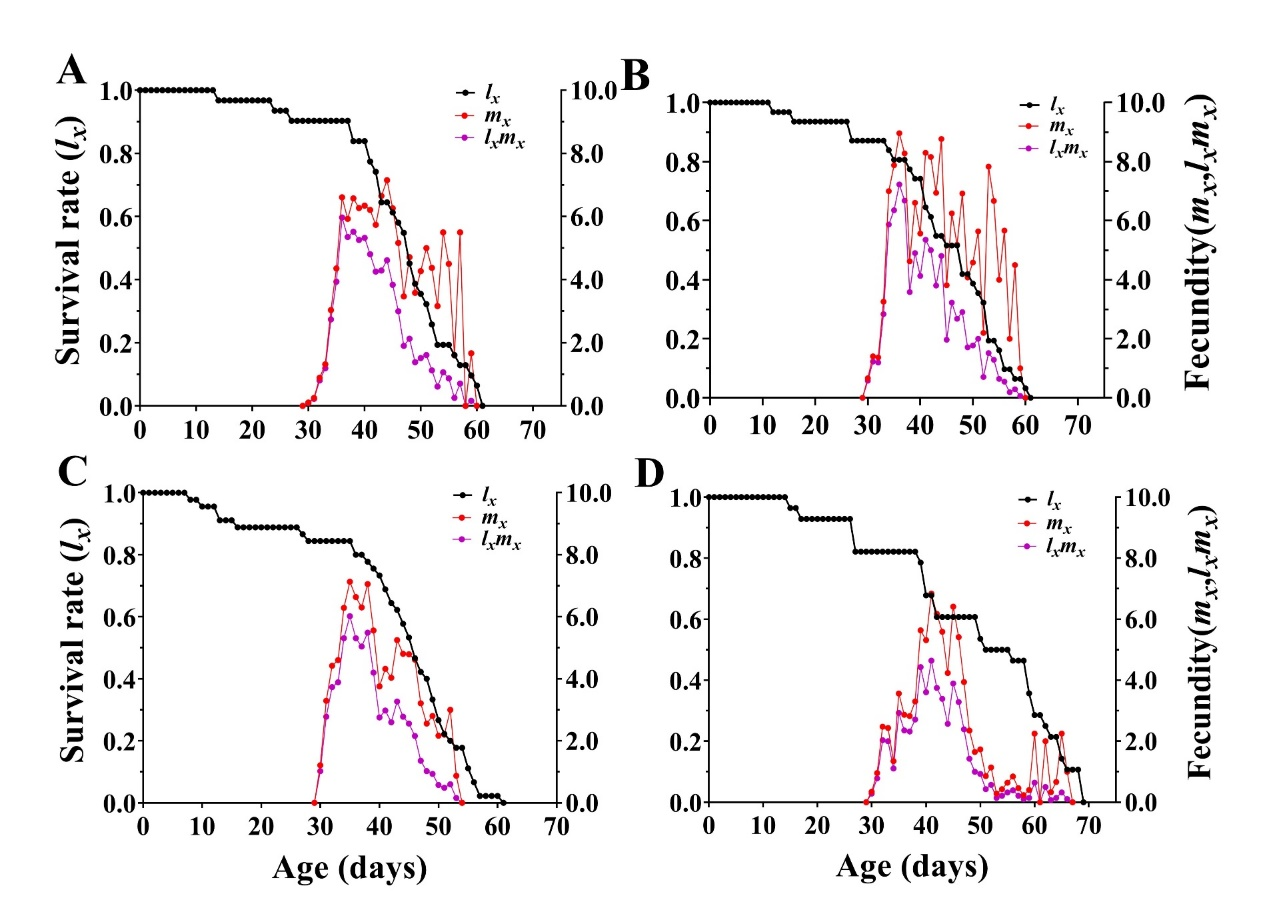 A
Survival rate (lx)
1.0 0.8 0.6 0.4 0.2 0.0
10.0 8.0 6.0 4.0 2.0 0.0
0 10 20 30 40 50 60 70
lx
mx
lxmx
B
1.0 0.8 0.6 0.4 0.2 0.0
10.0 8.0 6.0 4.0 2.0 0.0
Fecundity(mx,lxmx)
0 10 20 30 40 50 60 70
lx
mx
lxmx
C
Survival rate (lx)
1.0 0.8 0.6 0.4 0.2 0.0
10.0 8.0 6.0 4.0 2.0 0.0
0 10 20 30 40 50 60 70
Age (days)
lx
mx
lxmx
D
1.0 0.8 0.6 0.4 0.2 0.0
10.0 8.0 6.0 4.0 2.0 0.0
Fecundity(mx,lxmx)
0 10 20 30 40 50 60 70
Age (days)
lx
mx
lxmx